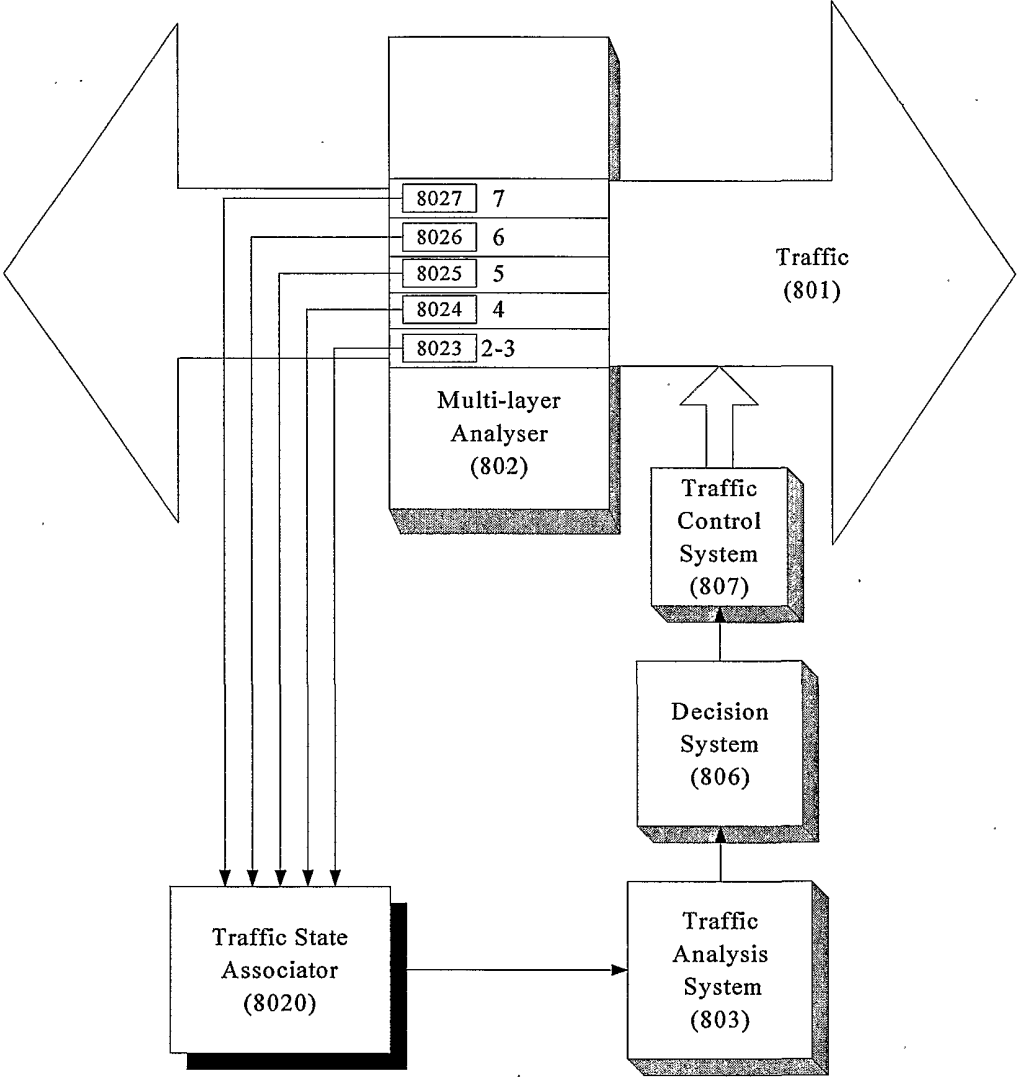 8027 7
8026 6
8025 5
8024 4
8023 2-3
Traffic
(801)
Multi-layer
Analyser
(802)
Traffic
Control
System
(807)
Decision
System
(806)
Traffic State
Associator
(8020)
Traffic
Analysis
System
(803)